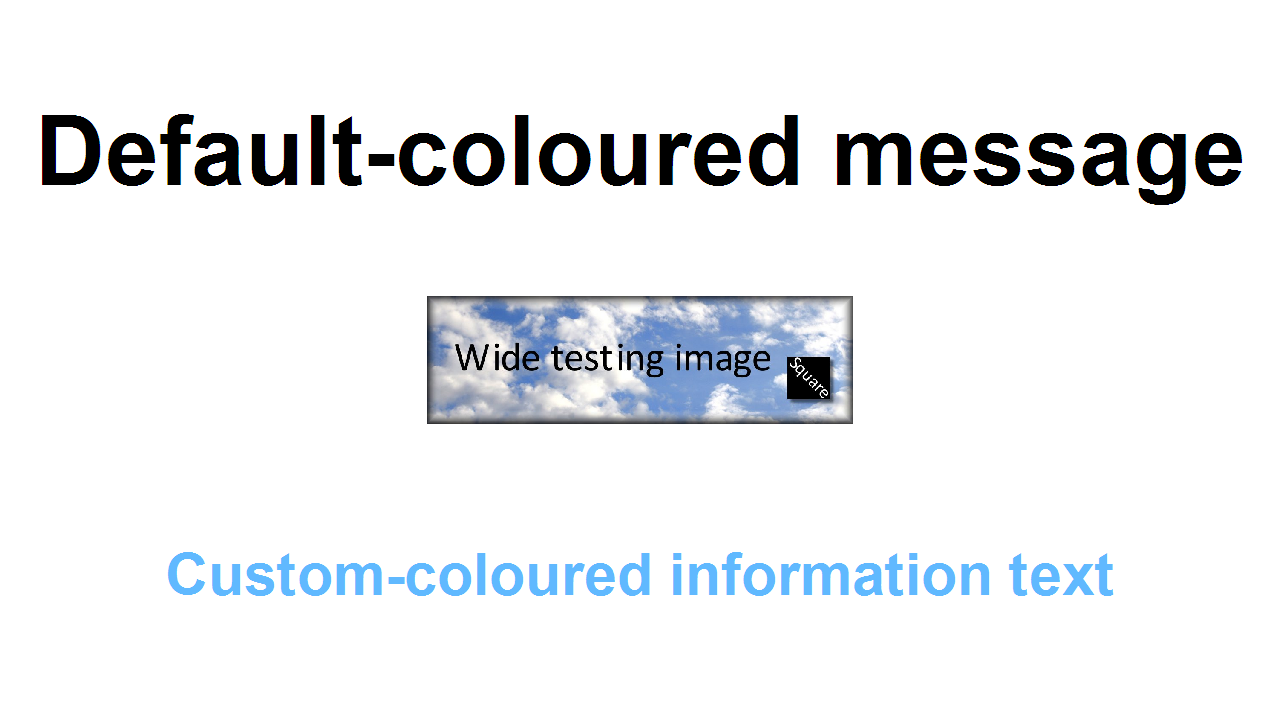 Default-coloured message
Wide testing image
Square
Custom-coloured information text